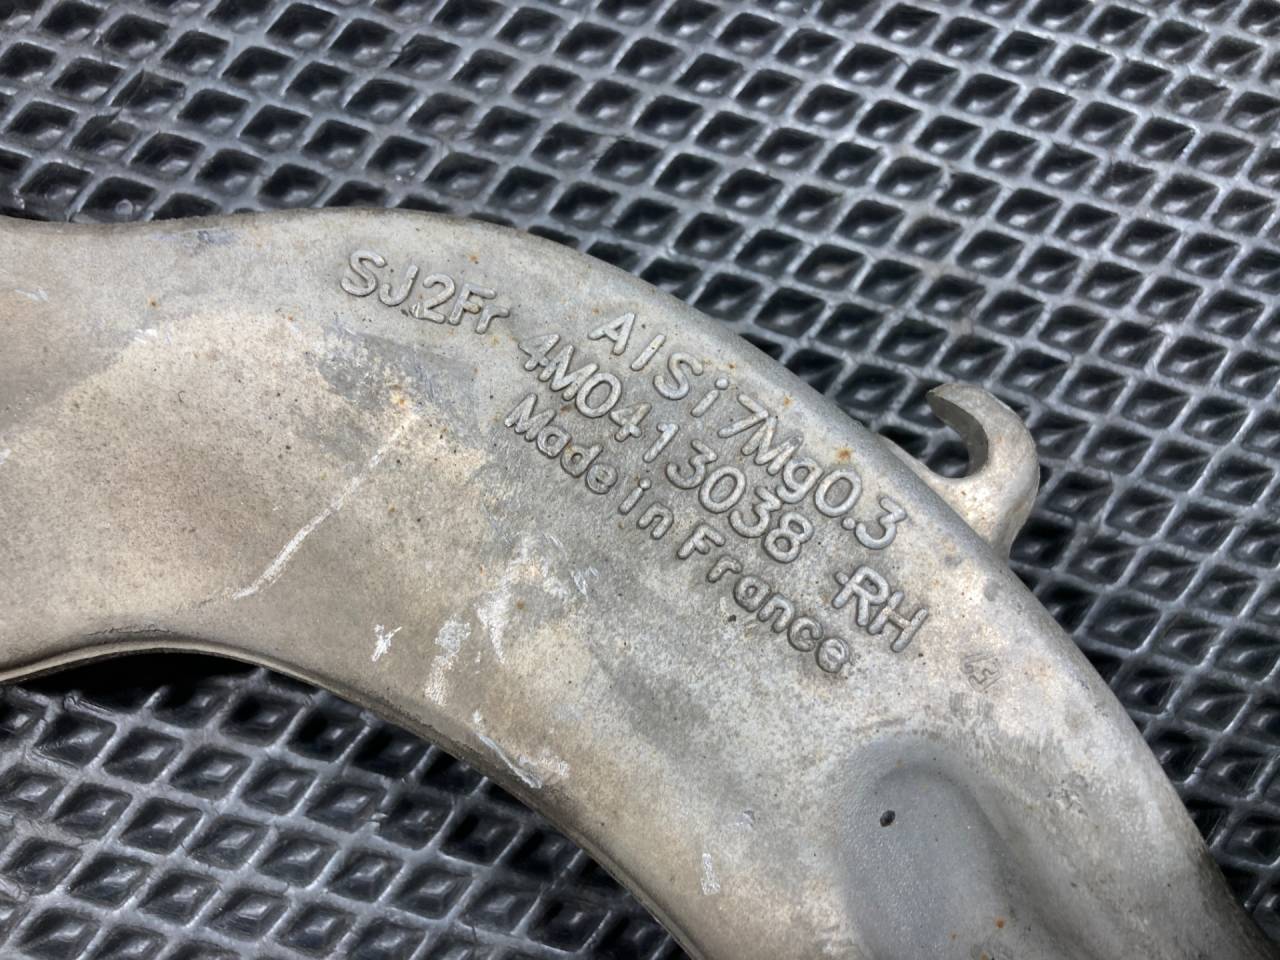 SJ2Fr
AlSi7Mg0.3
4M0413038 RH
Made in France